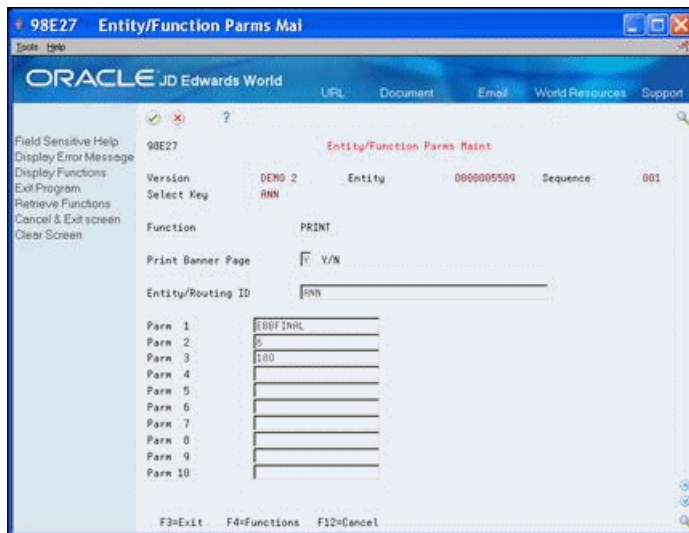 98E27 Entity/Function Parms Mai
Tools Help
ORACLE JD Edwards World
URL Document Email World Resources Support
?
Field Sensitive Help
Display Error Message
Display Functions
Exit Program
Retrieve Functions
Cancel & Exit screen
Clear Screen
98E27 Entity/Function Parms Maint
Version DEMO 2 Entity 0000005509 Sequence 001
Select Key ANN
Function PRINT
Print Banner Page Y Y/N
Entity/Routing ID ANN
Parm 1 E88FINAL
Parm 2 6
Parm 3 180
Parm 4
Parm 5
Parm 6
Parm 7
Parm 8
Parm 9
Parm 10
F3=Exit F4=Functions F12=Cancel